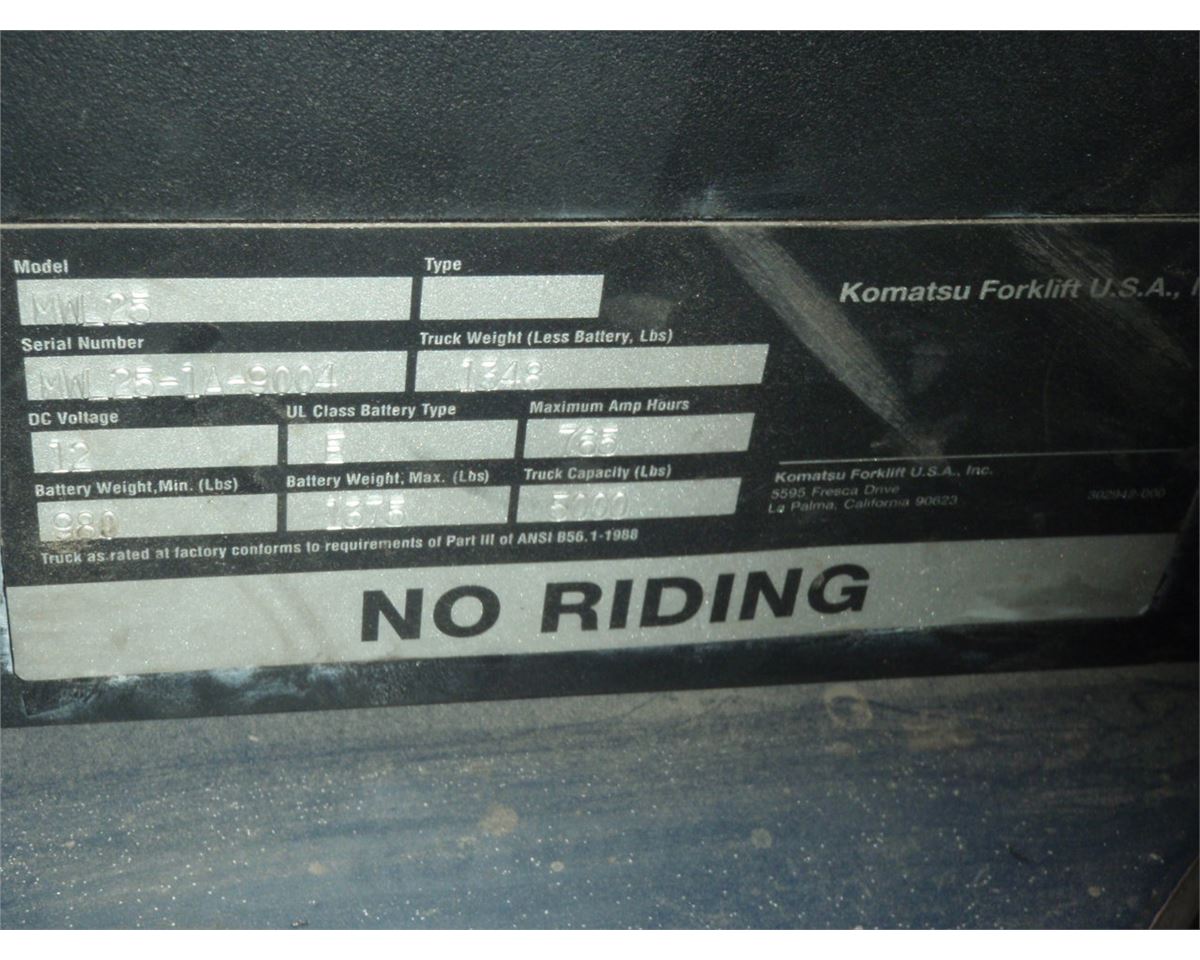 Model Type
MWL25
Komatsu Forklift U.S.A.,
Serial Number Truck Weight (Less Battery, Lbs)
MWL25-1A-9004 1348
DC Voltage UL Class Battery Type Maximum Amp Hours
12 E 765
Battery Weight,Min. (Lbs) Battery Weight, Max. (Lbs) Truck Capacity (Lbs)
980 1375 5000
Komatsu Forklift U.S.A., Inc.
5595 Fresca Drive
La Palma, California 90623
302942-000
Truck as rated at factory conforms to requirements of Part III of ANSI B56.1-1988
NO RIDING